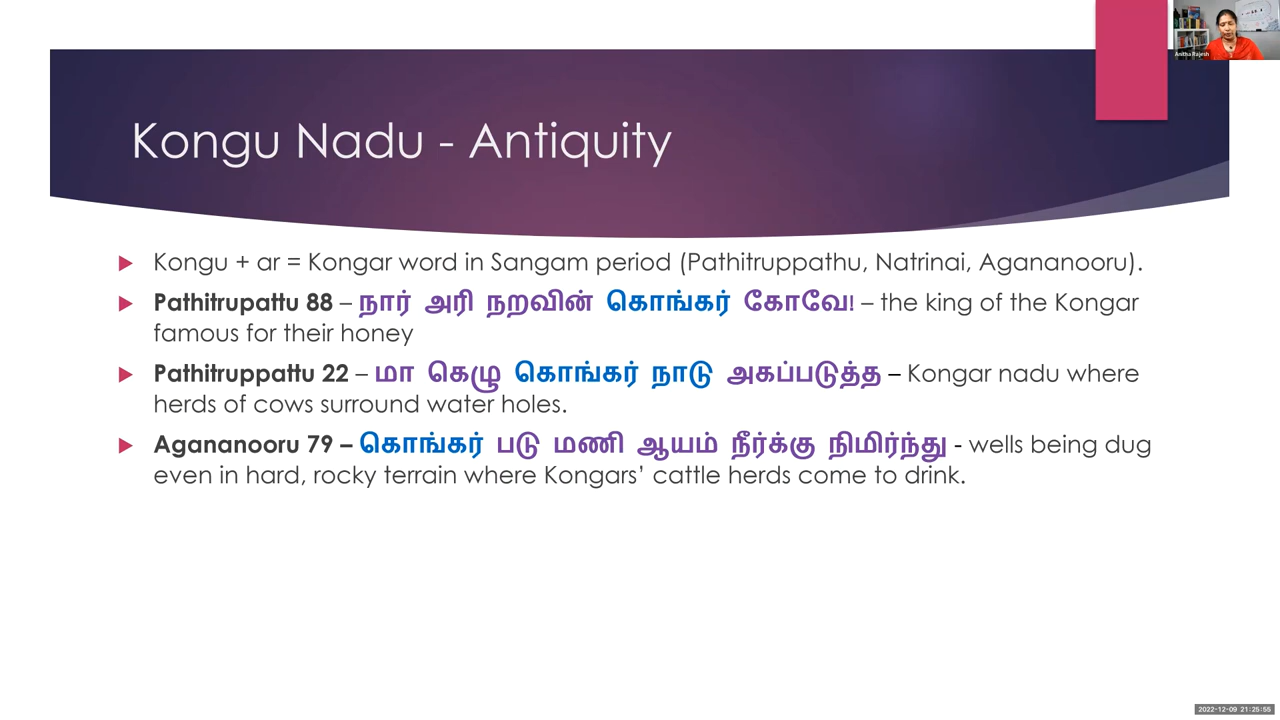 Anitha Rajesh
Kongu Nadu - Antiquity
Kongu + ar = Kongar word in Sangam period (Pathitruppathu, Natrinai, Agananooru).
Pathitrupattu 88 – நார் அரி நறவின் கொங்கர் கோவே! – the king of the Kongar
famous for their honey
Pathitruppattu 22 – மா கெழு கொங்கர் நாடு அகப்படுத்த – Kongar nadu where
herds of cows surround water holes.
Agananooru 79 – கொங்கர் படு மணி ஆயம் நீர்க்கு நிமிர்ந்து - wells being dug
even in hard, rocky terrain where Kongars’ cattle herds come to drink.
2022-12-09 21:25:55